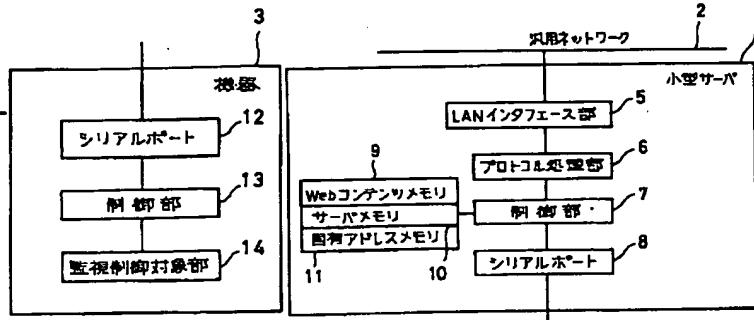 3
機器
シリアルポート
12
制御部
13
監視制御対象部
14
汎用ネットワーク
2
小型サーバ
LANインタフェース部
5
プロトコル処理部
6
9
Webコンテンツメモリ
サーバメモリ
固有アドレスメモリ
10
11
制御部
7
シリアルポート
8